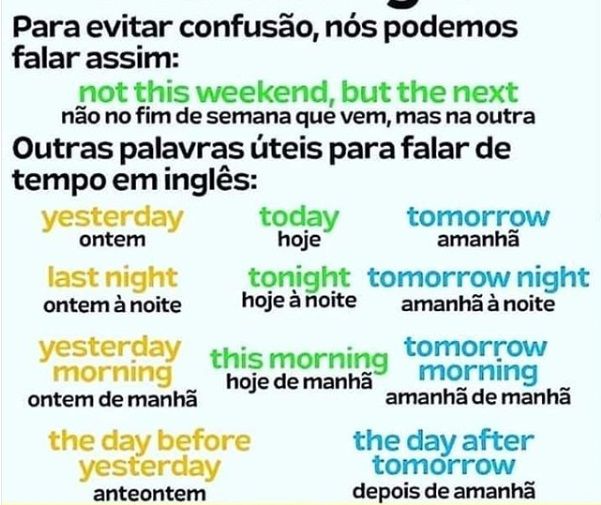 Para evitar confusão, nós podemos
falar assim:
not this weekend, but the next
não no fim de semana que vem, mas na outra
Outras palavras úteis para falar de
tempo em inglês:
yesterday today tomorrow
ontem hoje amanhã
last night tonight tomorrow night
ontem à noite hoje à noite amanhã à noite
yesterday
morning
ontem de manhã
this morning
hoje de manhã
tomorrow
morning
amanhã de manhã
the day before
yesterday
anteontem
the day after
tomorrow
depois de amanhã